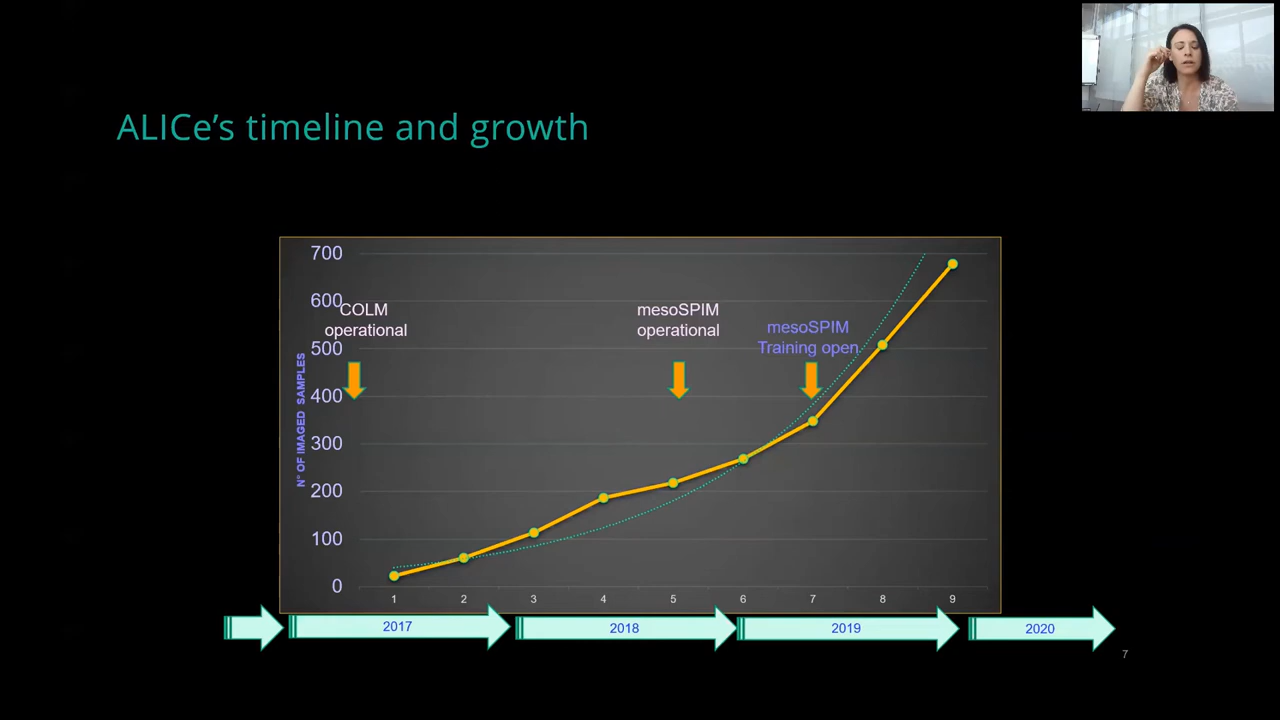 ALICe’s timeline and growth
700
600
500
400
300
200
100
0
N° OF IMAGED SAMPLES
COLM
operational
mesoSPIM
operational
mesoSPIM
Training open
1 2 3 4 5 6 7 8 9
2017 2018 2019 2020
7